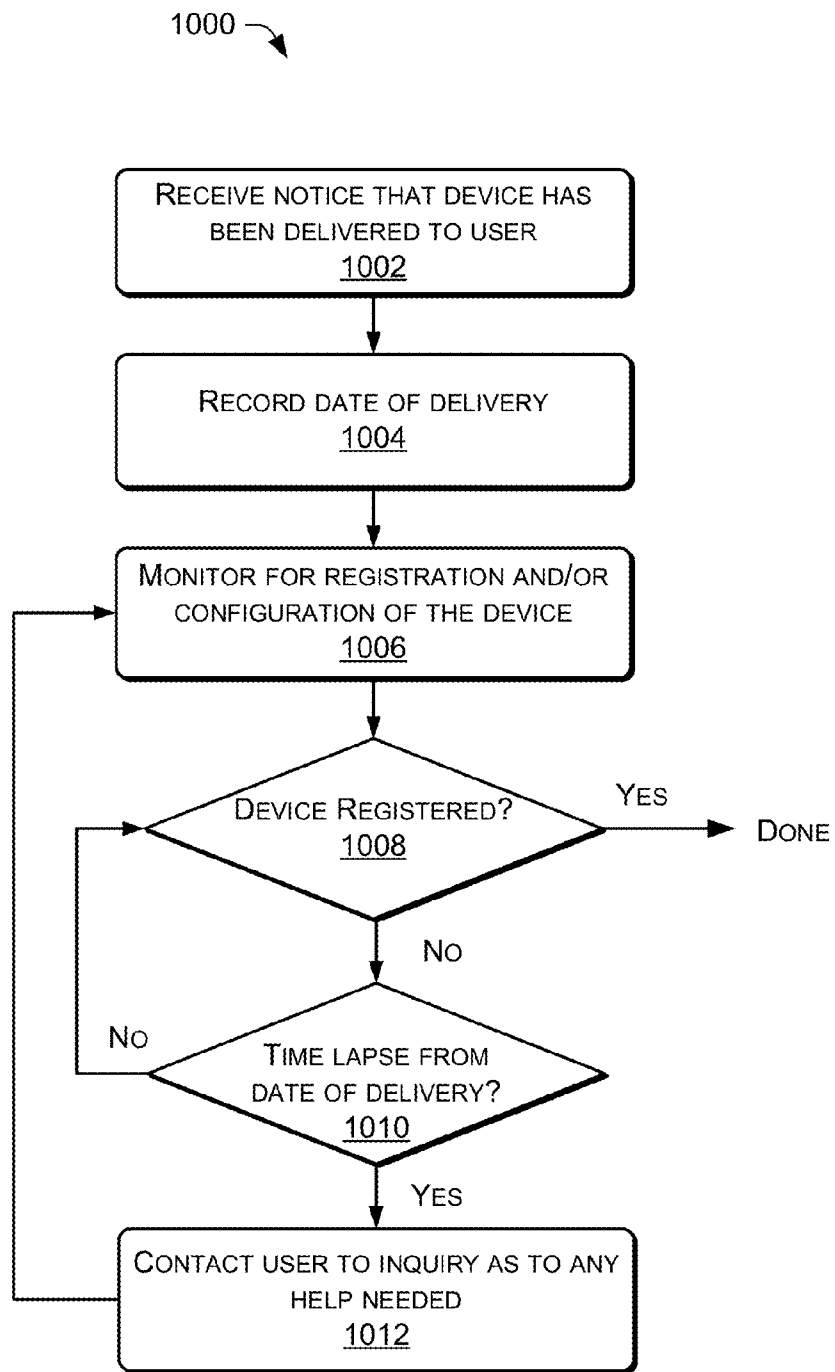 1000
RECEIVE NOTICE THAT DEVICE HAS
BEEN DELIVERED TO USER
1002
RECORD DATE OF DELIVERY
1004
MONITOR FOR REGISTRATION AND/OR
CONFIGURATION OF THE DEVICE
1006
DEVICE REGISTERED?
1008
YES
DONE
NO
NO
TIME LAPSE FROM
DATE OF DELIVERY?
1010
YES
CONTACT USER TO INQUIRY AS TO ANY
HELP NEEDED
1012